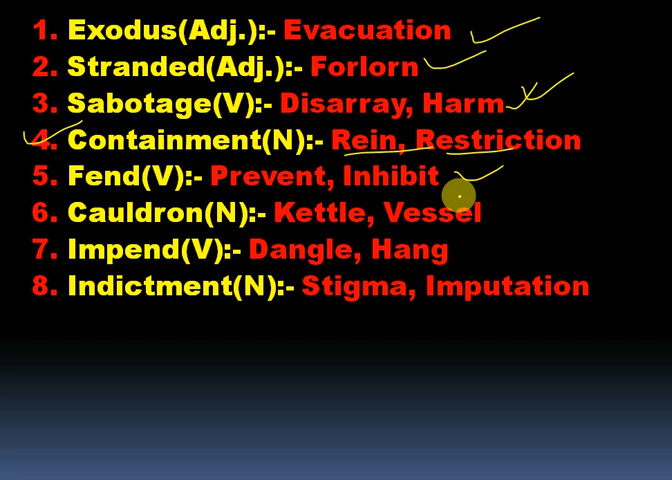 1. Exodus(Adj.):- Evacuation
2. Stranded(Adj.):- Forlorn
3. Sabotage(V):- Disarray, Harm
4. Containment(N):- Rein, Restriction
5. Fend(V):- Prevent, Inhibit
6. Cauldron(N):- Kettle, Vessel
7. Impend(V):- Dangle, Hang
8. Indictment(N):- Stigma, Imputation